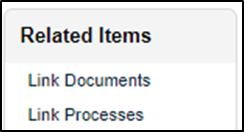 Related Items
Link Documents
Link Processes